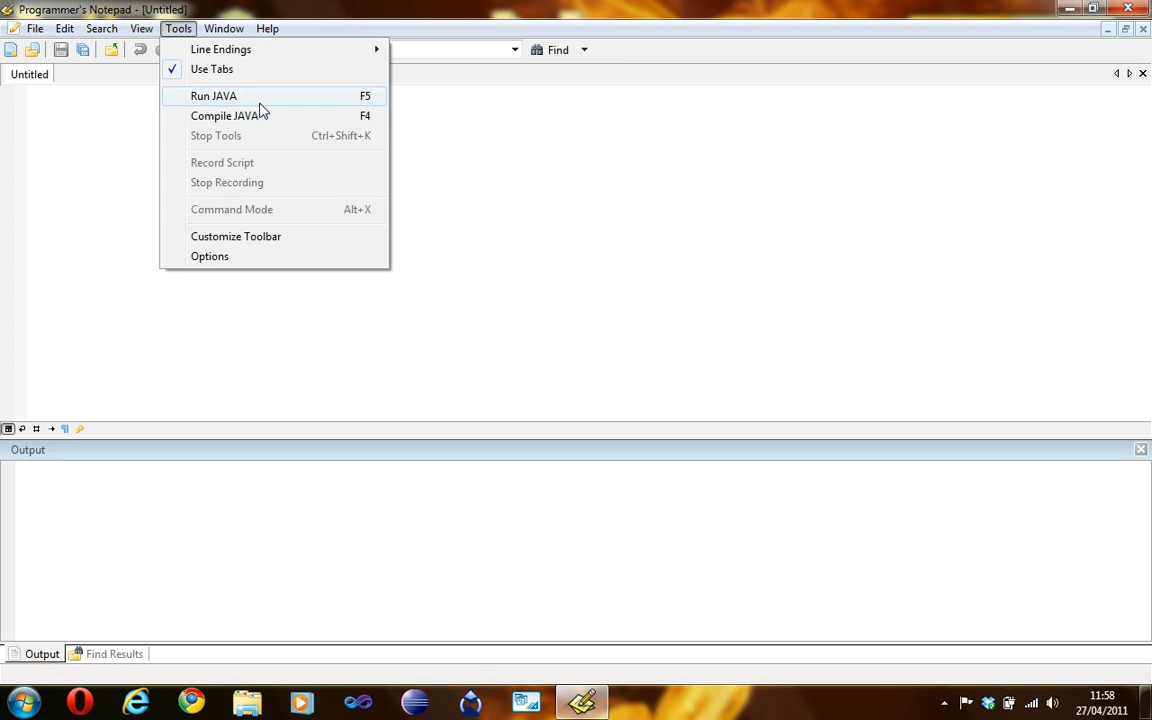 Programmer's Notepad - [Untitled]
File Edit Search View Tools Window Help
Find
Untitled
Line Endings
Use Tabs
Run JAVA F5
Compile JAVA F4
Stop Tools Ctrl+Shift+K
Record Script
Stop Recording
Command Mode Alt+X
Customize Toolbar
Options
Output
Output Find Results
11:58
27/04/2011